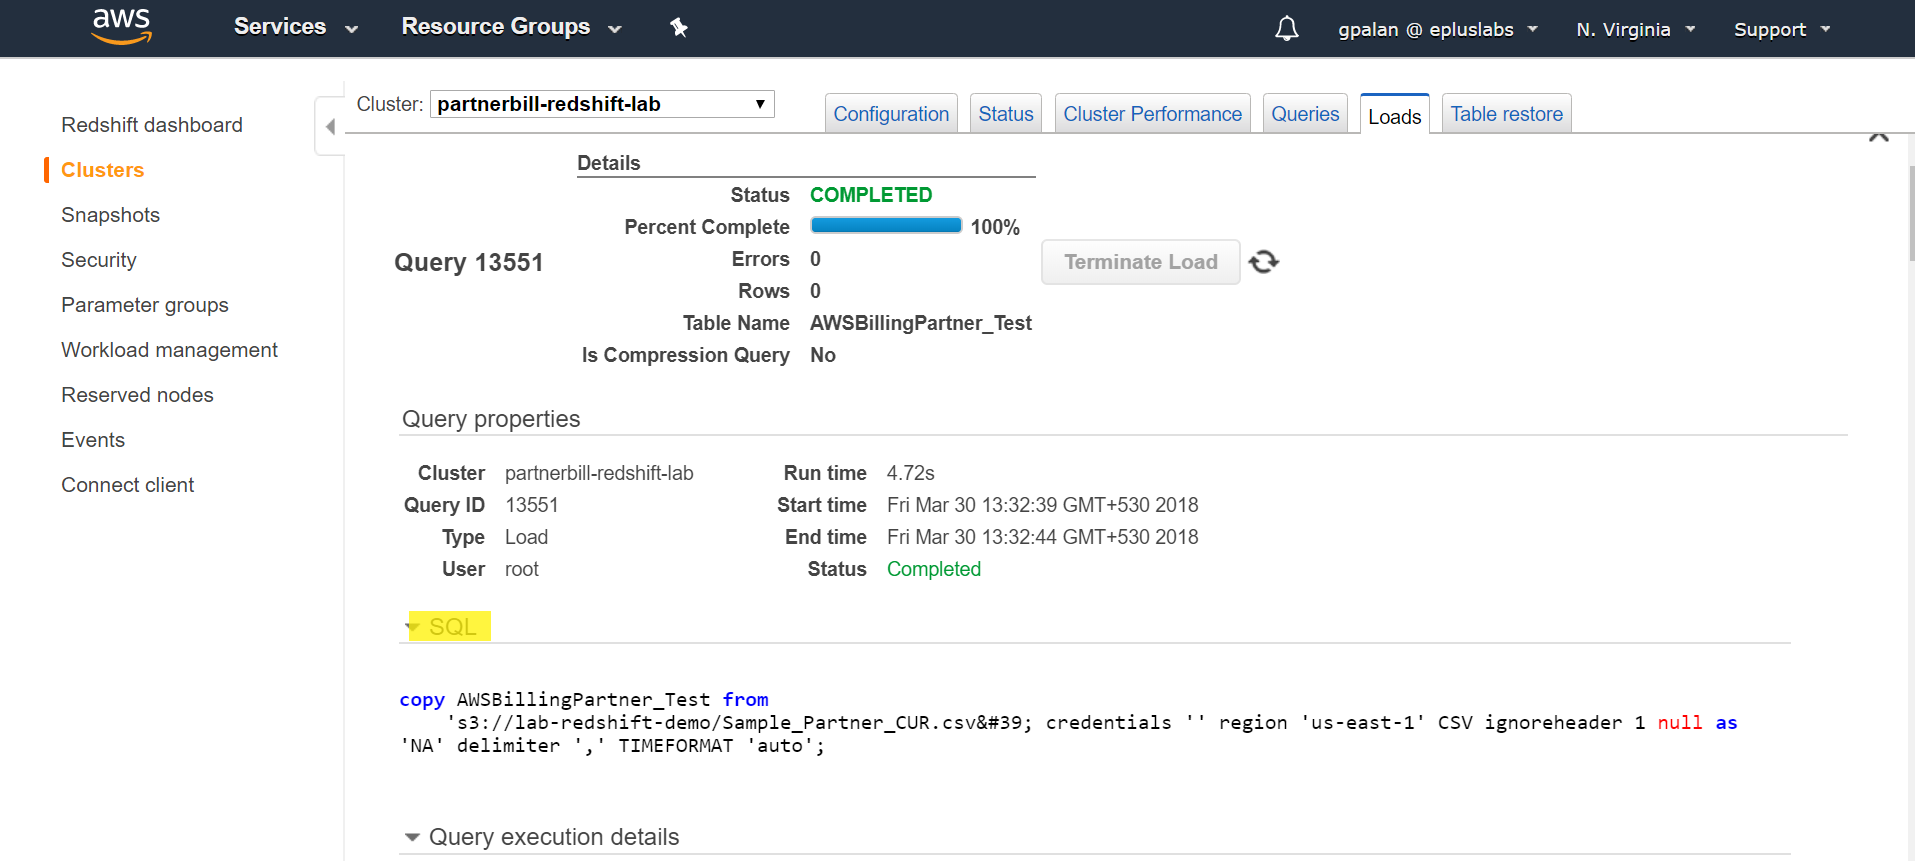 aws
Services
Resource Groups
gpalan @ epluslabs
N. Virginia
Support
Redshift dashboard
Clusters
Snapshots
Security
Parameter groups
Workload management
Reserved nodes
Events
Connect client
Cluster: partnerbill-redshift-lab
Configuration
Status
Cluster Performance
Queries
Loads
Table restore
Query 13551
Details
Status COMPLETED
Percent Complete 100%
Errors 0
Rows 0
Table Name AWSBillingPartner_Test
Is Compression Query No
Terminate Load
Query properties
Cluster partnerbill-redshift-lab
Query ID 13551
Type Load
User root
Run time 4.72s
Start time Fri Mar 30 13:32:39 GMT+530 2018
End time Fri Mar 30 13:32:44 GMT+530 2018
Status Completed
SQL
copy AWSBillingPartner_Test from
's3://lab-redshift-demo/Sample_Partner_CUR.csv&#39; credentials '' region 'us-east-1' CSV ignoreheader 1 null as
'NA' delimiter ',' TIMEFORMAT 'auto';
Query execution details